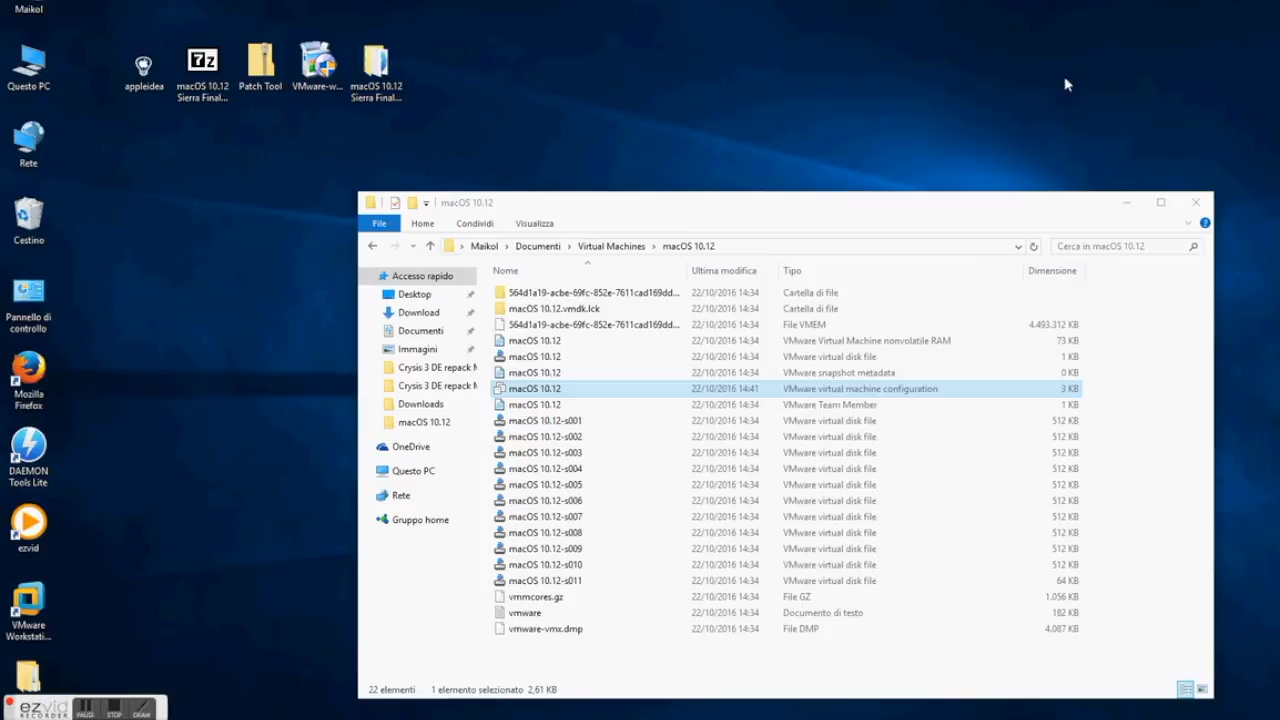 Maikol
Questo PC
Rete
Cestino
Pannello di
controllo
Mozilla
Firefox
DAEMON
Tools Lite
ezvid
VMware
Workstati...
appleidea
7z
macOS 10.12
Sierra Final...
Patch Tool
VMware-w...
macOS 10.12
Sierra Final...
macOS 10.12
File Home Condividi Visualizza
Maikol Documenti Virtual Machines macOS 10.12 Cerca in macOS 10.12
Accesso rapido
Desktop
Download
Documenti
Immagini
Crysis 3 DE repack M
Crysis 3 DE repack M
Downloads
macOS 10.12
OneDrive
Questo PC
Rete
Gruppo home
Nome Ultima modifica Tipo Dimensione
564d1a19-acbe-69fc-852e-7611cad169dd... 22/10/2016 14:34 Cartella di file
macOS 10.12.vmdk.lck 22/10/2016 14:34 Cartella di file
564d1a19-acbe-69fc-852e-7611cad169dd... 22/10/2016 14:34 File VMEM 4.493.312 KB
macOS 10.12 22/10/2016 14:34 VMware Virtual Machine nonvolatile RAM 73 KB
macOS 10.12 22/10/2016 14:34 VMware virtual disk file 1 KB
macOS 10.12 22/10/2016 14:34 VMware snapshot metadata 0 KB
macOS 10.12 22/10/2016 14:41 VMware virtual machine configuration 3 KB
macOS 10.12 22/10/2016 14:34 VMware Team Member 1 KB
macOS 10.12-s001 22/10/2016 14:34 VMware virtual disk file 512 KB
macOS 10.12-s002 22/10/2016 14:34 VMware virtual disk file 512 KB
macOS 10.12-s003 22/10/2016 14:34 VMware virtual disk file 512 KB
macOS 10.12-s004 22/10/2016 14:34 VMware virtual disk file 512 KB
macOS 10.12-s005 22/10/2016 14:34 VMware virtual disk file 512 KB
macOS 10.12-s006 22/10/2016 14:34 VMware virtual disk file 512 KB
macOS 10.12-s007 22/10/2016 14:34 VMware virtual disk file 512 KB
macOS 10.12-s008 22/10/2016 14:34 VMware virtual disk file 512 KB
macOS 10.12-s009 22/10/2016 14:34 VMware virtual disk file 512 KB
macOS 10.12-s010 22/10/2016 14:34 VMware virtual disk file 512 KB
macOS 10.12-s011 22/10/2016 14:34 VMware virtual disk file 64 KB
vmmcores.gz 22/10/2016 14:34 File GZ 1.056 KB
vmware 22/10/2016 14:34 Documento di testo 182 KB
vmware-vmx.dmp 22/10/2016 14:34 File DMP 4.087 KB
22 elementi 1 elemento selezionato 2,61 KB
ezvid
RECORDER
PAUSE STOP DRAW